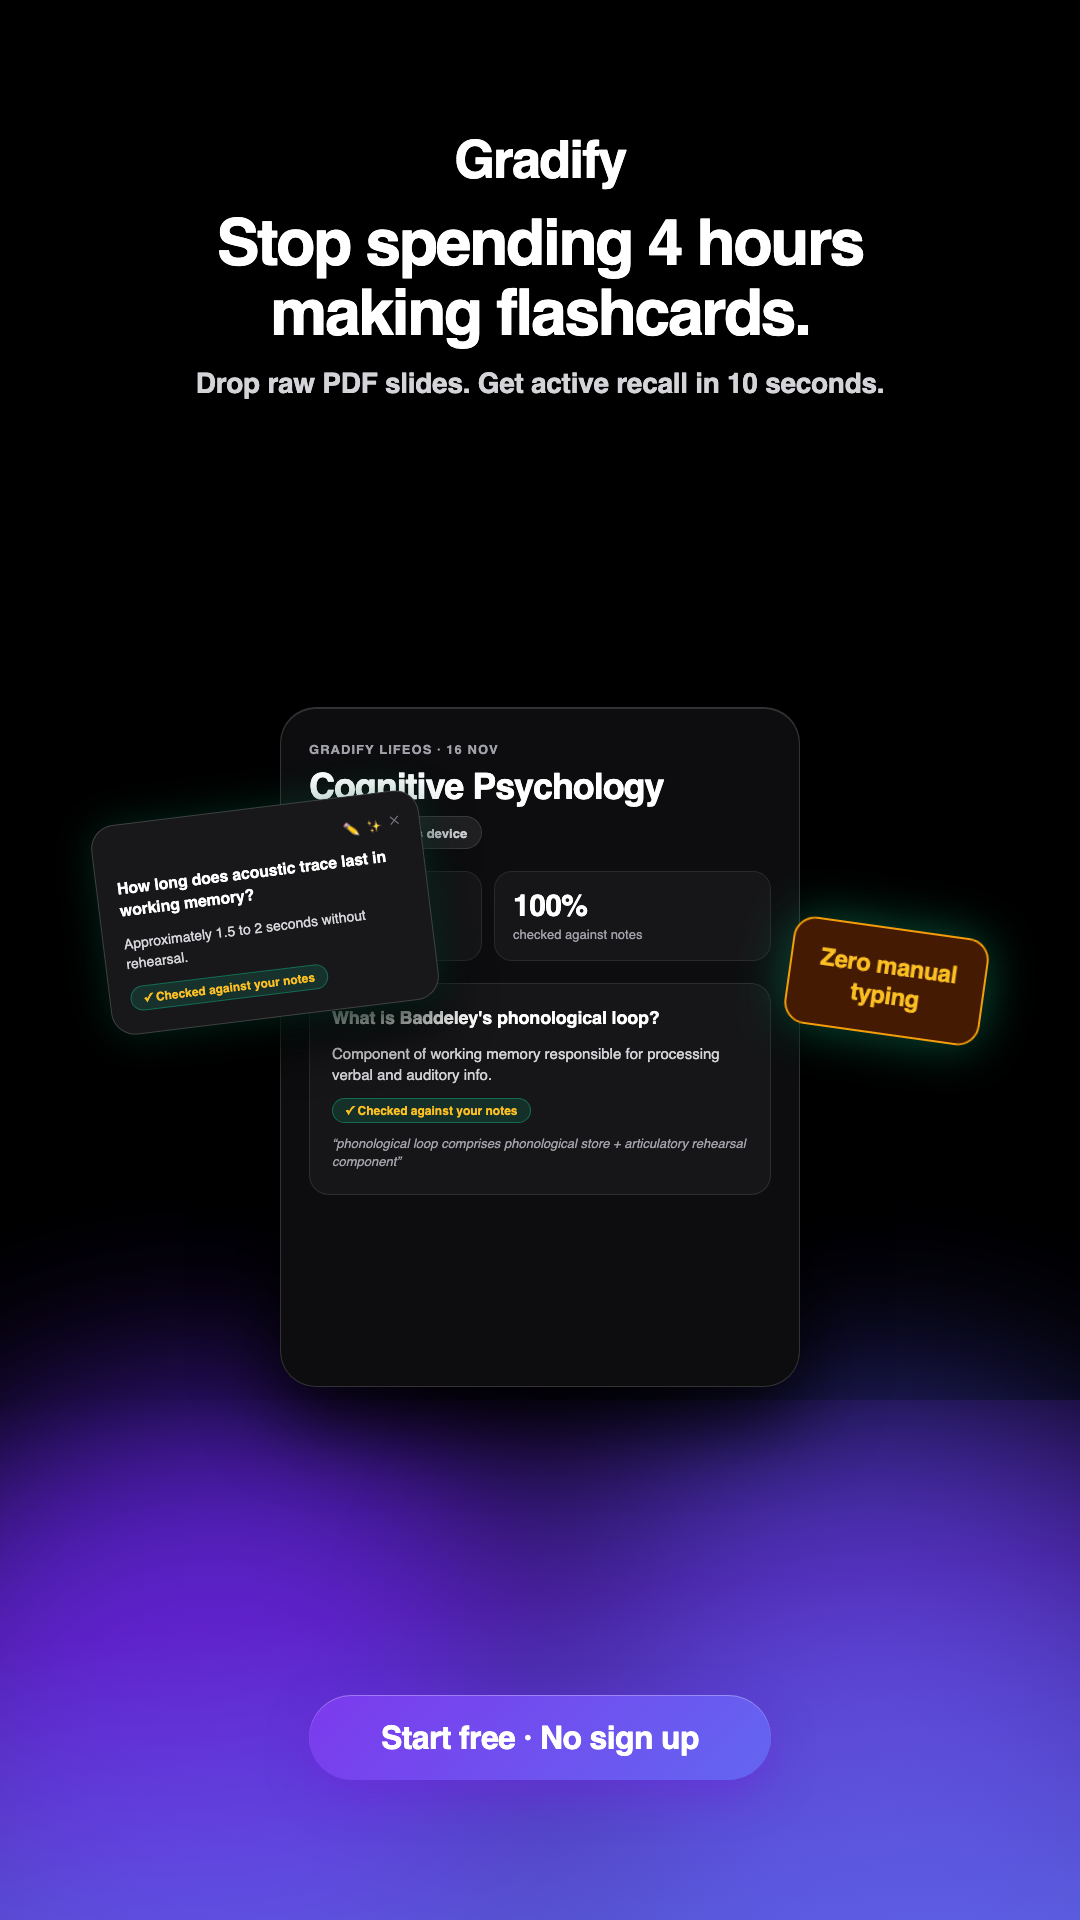 Gradify
Stop spending 4 hours
making flashcards.
Drop raw PDF slides. Get active recall in 10 seconds.
GRADIFY LIFEOS · 16 NOV
Cognitive Psychology
device
How long does acoustic trace last in
working memory?
Approximately 1.5 to 2 seconds without
rehearsal.
✓ Checked against your notes
100%
checked against notes
Zero manual
typing
What is Baddeley's phonological loop?
Component of working memory responsible for processing
verbal and auditory info.
✓ Checked against your notes
“phonological loop comprises phonological store + articulatory rehearsal
component”
Start free · No sign up